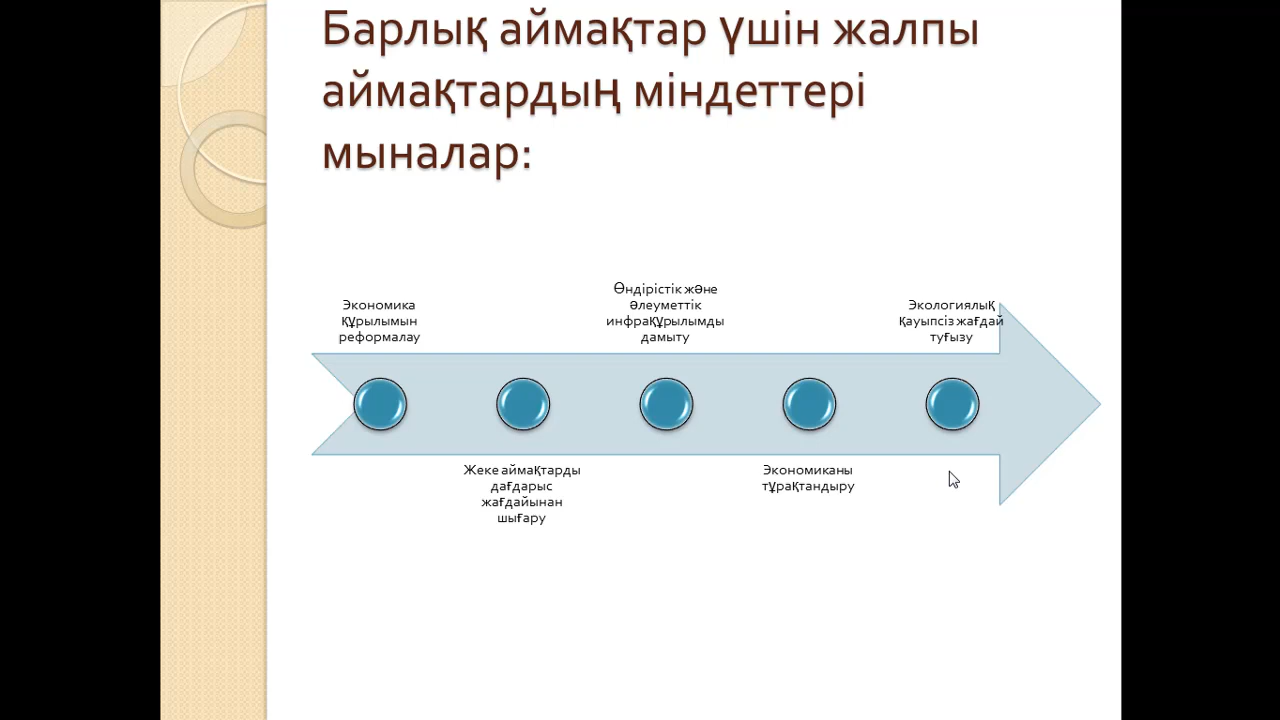 Барлық аймақтар үшін жалпы
аймақтардың міндеттері
мыналар:
Экономика
құрылымын
реформалау
Жеке аймақтарды
дағдарыс
жағдайынан
шығару
Өндірістік және
әлеуметтік
инфрақұрылымды
дамыту
Экономиканы
тұрақтандыру
Экологиялық
қауыпсіз жағдай
туғызу